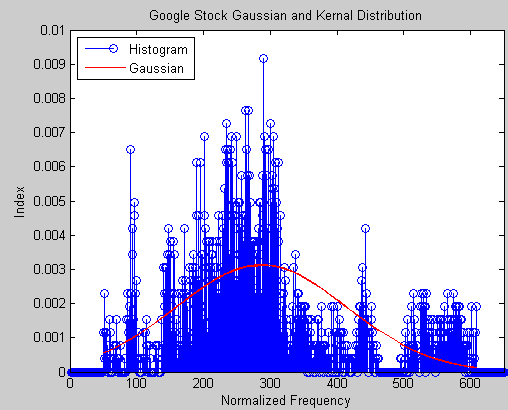 Google Stock Gaussian and Kernal Distribution
0.01
0.009
0.008
0.007
0.006
0.005
0.004
0.003
0.002
0.001
0
Histogram
Gaussian
Index
0 100 200 300 400 500 600
Normalized Frequency